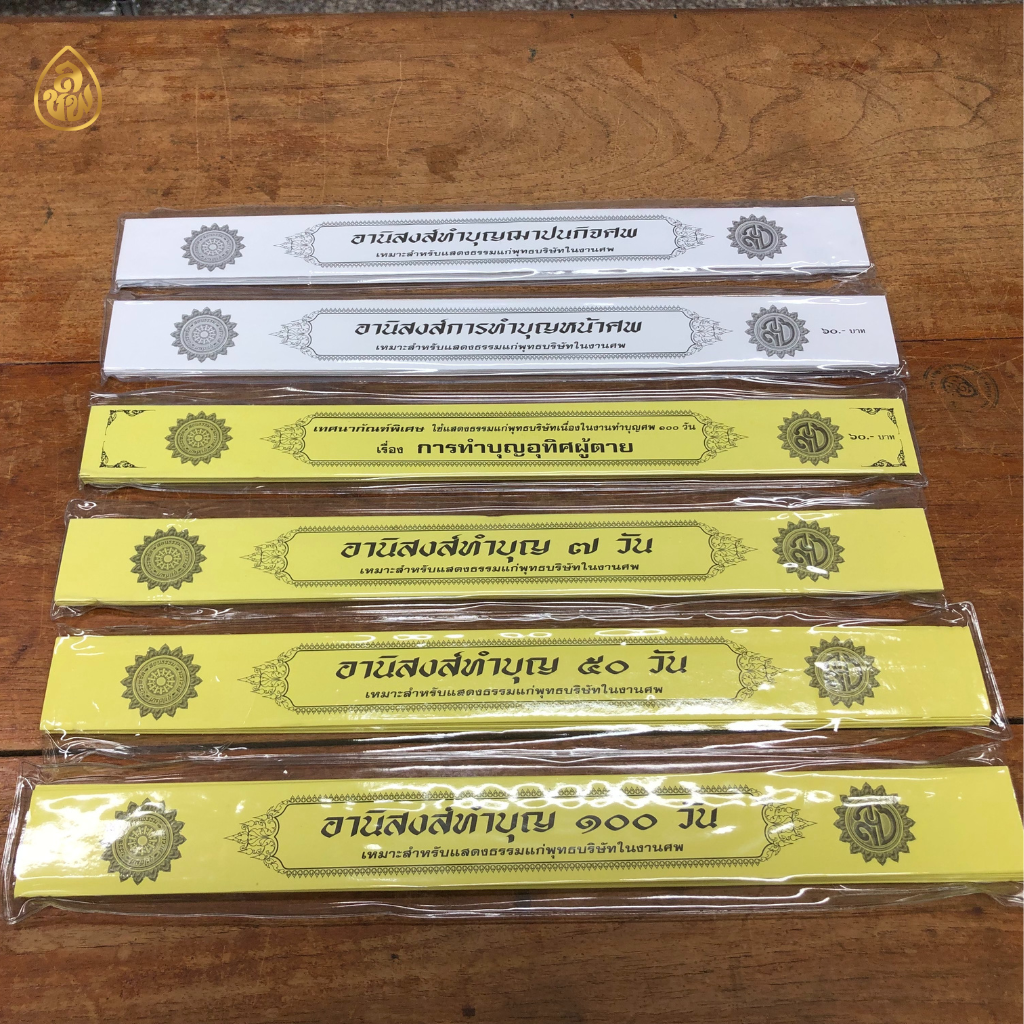 อานิสงส์ทำบุญฌาปนกิจศพ
เหมาะสำหรับแสดงธรรมแก่พุทธบริษัทในงานศพ
อานิสงส์การทำบุญหน้าศพ
เหมาะสำหรับแสดงธรรมแก่พุทธบริษัทในงานศพ
๖๐.- บาท
เทศนากัณฑ์พิเศษ ใช้แสดงธรรมแก่พุทธบริษัทเนื่องในงานทำบุญศพ ๑๐๐ วัน
เรื่อง การทำบุญอุทิศผู้ตาย
๖๐.- บาท
อานิสงส์ทำบุญ ๗ วัน
เหมาะสำหรับแสดงธรรมแก่พุทธบริษัทในงานศพ
อานิสงส์ทำบุญ ๕๐ วัน
เหมาะสำหรับแสดงธรรมแก่พุทธบริษัทในงานศพ
อานิสงส์ทำบุญ ๑๐๐ วัน
เหมาะสำหรับแสดงธรรมแก่พุทธบริษัทในงานศพ